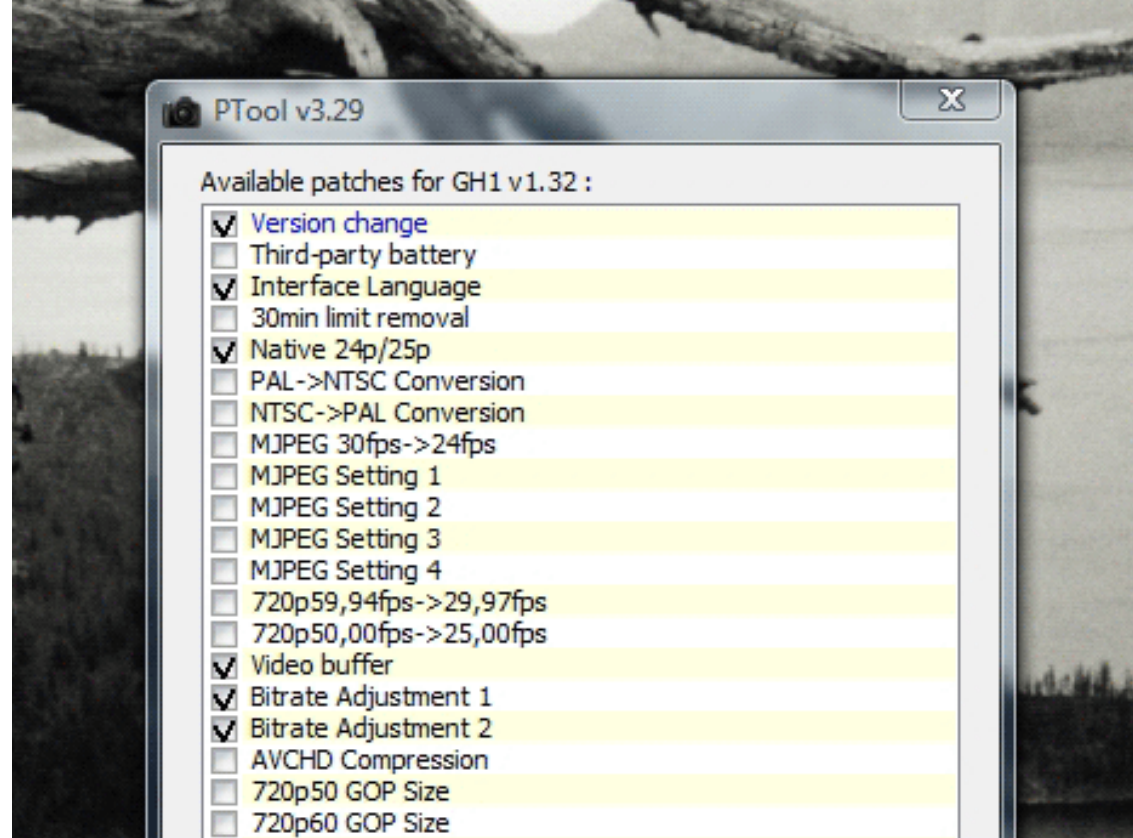 PTool v3.29
Available patches for GH1 v1.32 :
Version change
Third-party battery
Interface Language
30min limit removal
Native 24p/25p
PAL->NTSC Conversion
NTSC->PAL Conversion
MJPEG 30fps->24fps
MJPEG Setting 1
MJPEG Setting 2
MJPEG Setting 3
MJPEG Setting 4
720p59,94fps->29,97fps
720p50,00fps->25,00fps
Video buffer
Bitrate Adjustment 1
Bitrate Adjustment 2
AVCHD Compression
720p50 GOP Size
720p60 GOP Size